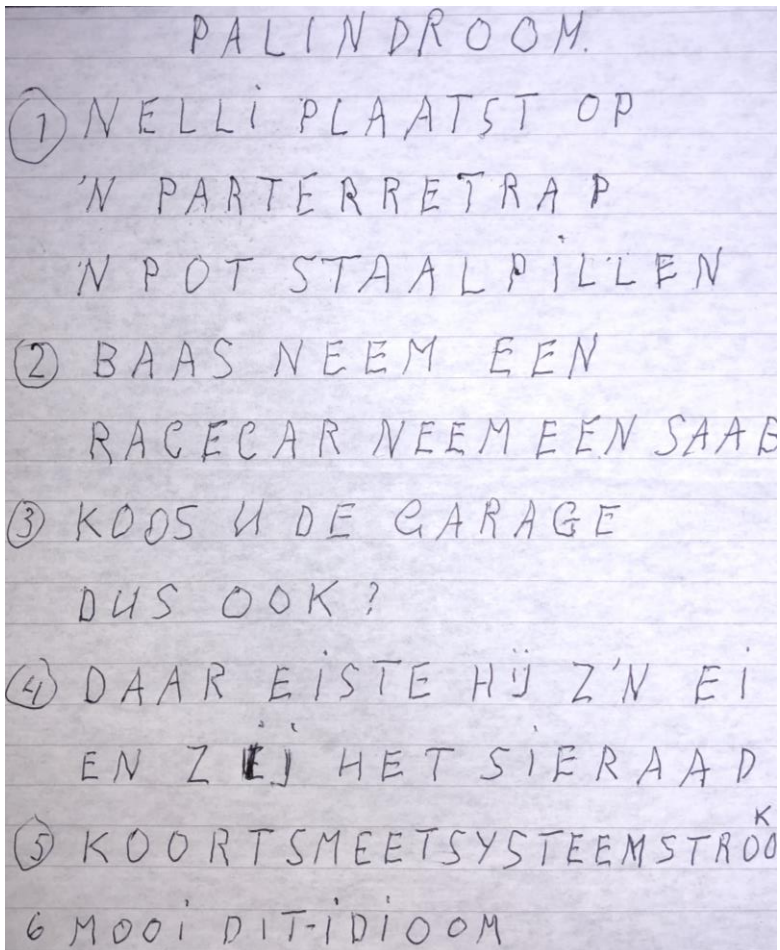 PALINDROOM.
① NELLi PLAATST OP
'N PARTERRETRAP
'N POT STAALPiLLEN
② BAAS NEEM EEN
RACECAR NEEM EEN SAAB
③ KOOS U DE GARAGE
DUS OOK?
④ DAAR EiSTE HIJ Z'N Ei
EN ZIJ HET SiERAAD
⑤ KOORTSMEETSYSTEEMSTROOK
6 MOOi DIT-iDiOOM